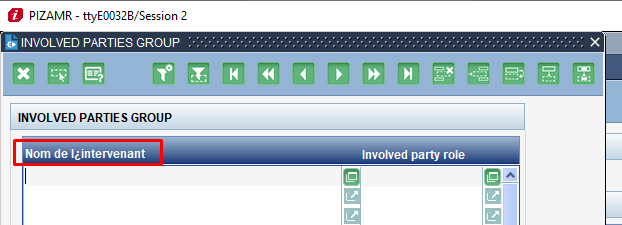 PIZAMR - ttyE0032B/Session 2
INVOLVED PARTIES GROUP
INVOLVED PARTIES GROUP
Nom de l¿intervenant Involved party role